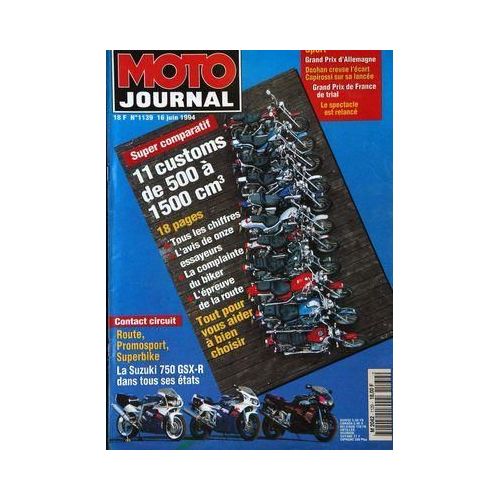 MOTO
JOURNAL
18 F N°1139 16 juin 1994
Sport
Grand Prix d'Allemagne
Doohan creuse l'écart
Capirossi sur sa lancée
Grand Prix de France
de trial
Le spectacle
est relancé
Super comparatif
11 customs
de 500 à
1500 cm³
18 pages
Tous les chiffres
L'avis de onze
essayeurs
La complainte
du biker
L'épreuve
de la route
Tout pour
vous aider
à bien
choisir
Contact circuit
Route,
Promosport,
Superbike
La Suzuki 750 GSX-R
dans tous ses états